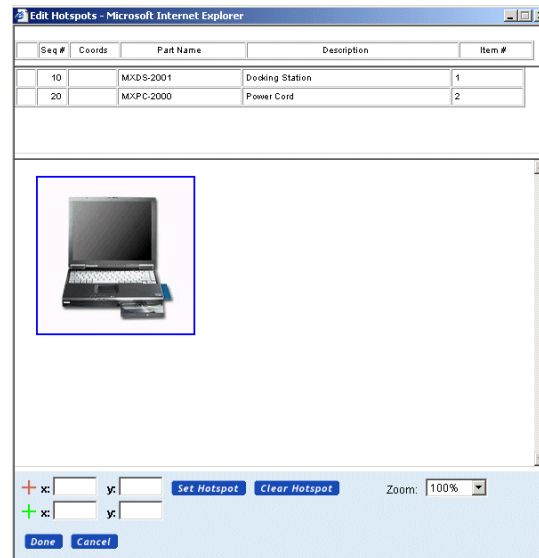 Edit Hotspots - Microsoft Internet Explorer
Seq # Coords Part Name Description Item #
10 MXDS-2001 Docking Station 1
20 MXPC-2000 Power Cord 2
x: y: Set Hotspot Clear Hotspot Zoom: 100%
x: y:
Done Cancel